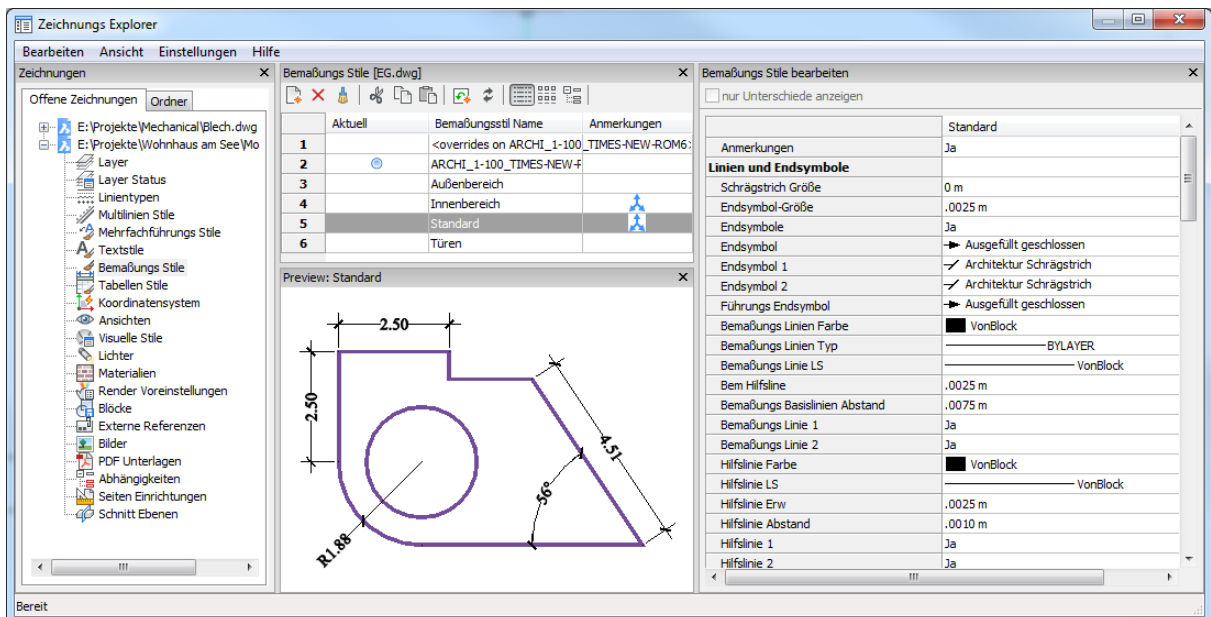 Zeichnungs Explorer
Bearbeiten Ansicht Einstellungen Hilfe
Zeichnungen
Offene Zeichnungen Ordner
E:\Projekte\Mechanical\Blech.dwg
E:\Projekte\Wohnhaus am See\Mo
Layer
Layer Status
Linientypen
Multilinien Stile
Mehrfachführungs Stile
Textstile
Bemaßungs Stile
Tabellen Stile
Koordinatensystem
Ansichten
Visuelle Stile
Lichter
Materialien
Render Voreinstellungen
Blöcke
Externe Referenzen
Bilder
PDF Unterlagen
Abhängigkeiten
Seiten Einrichtungen
Schnitt Ebenen
Bemaßungs Stile [EG.dwg]
Aktuell Bemaßungsstil Name Anmerkungen
1 <overrides on ARCHI_1-100_TIMES-NEW-ROM6>
2 ARCHI_1-100_TIMES-NEW-F
3 Außenbereich
4 Innenbereich
5 Standard
6 Türen
Preview: Standard
2.50
2.50
4.51
56°
R1.88
Bemaßungs Stile bearbeiten
nur Unterschiede anzeigen
Standard
Anmerkungen Ja
Linien und Endsymbole
Schrägstrich Größe 0 m
Endsymbol-Größe .0025 m
Endsymbole Ja
Endsymbol Ausgefüllt geschlossen
Endsymbol 1 Architektur Schrägstrich
Endsymbol 2 Architektur Schrägstrich
Führungs Endsymbol Ausgefüllt geschlossen
Bemaßungs Linien Farbe VonBlock
Bemaßungs Linien Typ BYLAYER
Bemaßungs Linie LS VonBlock
Bem Hilfsline .0025 m
Bemaßungs Basislinien Abstand .0075 m
Bemaßungs Linie 1 Ja
Bemaßungs Linie 2 Ja
Hilfslinie Farbe VonBlock
Hilfslinie LS VonBlock
Hilfslinie Erw .0025 m
Hilfslinie Abstand .0010 m
Hilfslinie 1 Ja
Hilfslinie 2 Ja
Bereit